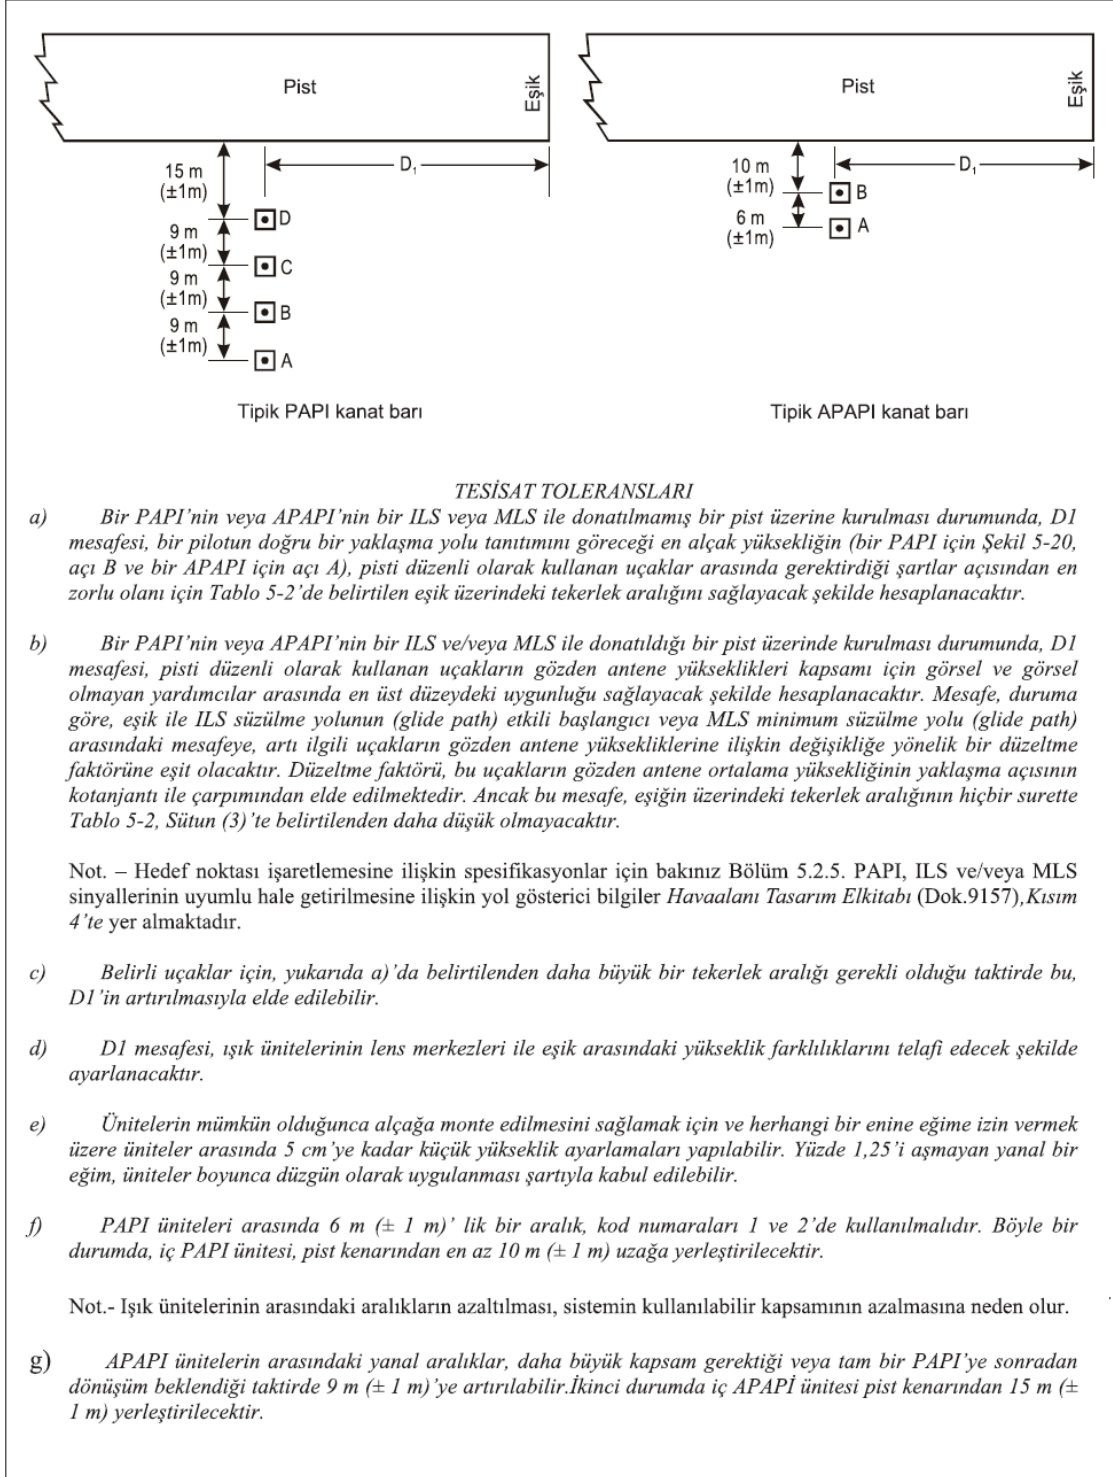 Pist
Eşik
15 m
(±1m)
D1
D
9 m
(±1m)
C
9 m
(±1m)
B
9 m
(±1m)
A
Tipik PAPI kanat barı
Pist
Eşik
10 m
(±1m)
D1
B
6 m
(±1m)
A
Tipik APAPI kanat barı
TESİSAT TOLERANSLARI
a) Bir PAPI’nin veya APAPI’nin bir ILS veya MLS ile donatılmamış bir pist üzerine kurulması durumunda, D1
mesafesi, bir pilotun doğru bir yaklaşma yolu tanıtımını göreceği en alçak yüksekliğin (bir PAPI için Şekil 5-20,
açı B ve bir APAPI için açı A), pisti düzenli olarak kullanan uçaklar arasında gerektirdiği şartlar açısından en
zorlu olanı için Tablo 5-2’de belirtilen eşik üzerindeki tekerlek aralığını sağlayacak şekilde hesaplanacaktır.
b) Bir PAPI’nin veya APAPI’nin bir ILS ve/veya MLS ile donatıldığı bir pist üzerinde kurulması durumunda, D1
mesafesi, pisti düzenli olarak kullanan uçakların gözden antene yükseklikleri kapsamı için görsel ve görsel
olmayan yardımcılar arasında en üst düzeydeki uygunluğu sağlayacak şekilde hesaplanacaktır. Mesafe, duruma
göre, eşik ile ILS süzülme yolunun (glide path) etkili başlangıcı veya MLS minimum süzülme yolu (glide path)
arasındaki mesafeye, artı ilgili uçakların gözden antene yüksekliklerine ilişkin değişikliğe yönelik bir düzeltme
faktörüne eşit olacaktır. Düzeltme faktörü, bu uçakların gözden antene ortalama yüksekliğinin yaklaşma açısının
kotanjantı ile çarpımından elde edilmektedir. Ancak bu mesafe, eşiğin üzerindeki tekerlek aralığının hiçbir surette
Tablo 5-2, Sütun (3)’te belirtilenden daha düşük olmayacaktır.
Not. – Hedef noktası işaretlemesine ilişkin spesifikasyonlar için bakınız Bölüm 5.2.5. PAPI, ILS ve/veya MLS
sinyallerinin uyumlu hale getirilmesine ilişkin yol gösterici bilgiler Havaalanı Tasarım Elkitabı (Dok.9157),Kısım
4’te yer almaktadır.
c) Belirli uçaklar için, yukarıda a)’da belirtilenden daha büyük bir tekerlek aralığı gerekli olduğu taktirde bu,
D1’in artırılmasıyla elde edilebilir.
d) D1 mesafesi, ışık ünitelerinin lens merkezleri ile eşik arasındaki yükseklik farklılıklarını telafi edecek şekilde
ayarlanacaktır.
e) Ünitelerin mümkün olduğunca alçağa monte edilmesini sağlamak için ve herhangi bir enine eğime izin vermek
üzere üniteler arasında 5 cm’ye kadar küçük yükseklik ayarlamaları yapılabilir. Yüzde 1,25’i aşmayan yanal bir
eğim, üniteler boyunca düzgün olarak uygulanması şartıyla kabul edilebilir.
f) PAPI üniteleri arasında 6 m (± 1 m)’ lik bir aralık, kod numaraları 1 ve 2’de kullanılmalıdır. Böyle bir
durumda, iç PAPI ünitesi, pist kenarından en az 10 m (± 1 m) uzağa yerleştirilecektir.
Not.- Işık ünitelerinin arasındaki aralıkların azaltılması, sistemin kullanılabilir kapsamının azalmasına neden olur.
g) APAPI ünitelerin arasındaki yanal aralıklar, daha büyük kapsam gerektiği veya tam bir PAPI’ye sonradan
dönüşüm beklendiği taktirde 9 m (± 1 m)’ye artırılabilir.İkinci durumda iç APAPİ ünitesi pist kenarından 15 m (±
1 m) yerleştirilecektir.